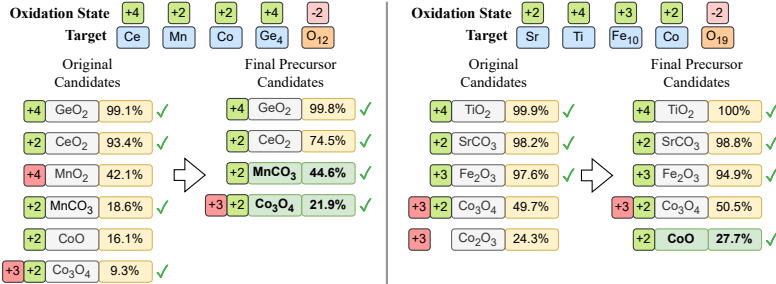 Oxidation State +4 +2 +2 +4 -2
Target Ce Mn Co Ge4 O12
Original Candidates
Final Precursor Candidates
+4 GeO2 99.1% ✓
+2 CeO2 93.4% ✓
+4 MnO2 42.1%
+2 MnCO3 18.6% ✓
+2 CoO 16.1%
+3 +2 Co3O4 9.3% ✓
+4 GeO2 99.8% ✓
+2 CeO2 74.5% ✓
+2 MnCO3 44.6% ✓
+3 +2 Co3O4 21.9% ✓
Oxidation State +2 +4 +3 +2 -2
Target Sr Ti Fe10 Co O19
Original Candidates
Final Precursor Candidates
+4 TiO2 99.9% ✓
+2 SrCO3 98.2% ✓
+3 Fe2O3 97.6% ✓
+3 +2 Co3O4 49.7%
+3 Co2O3 24.3%
+4 TiO2 100% ✓
+2 SrCO3 98.8% ✓
+3 Fe2O3 94.9% ✓
+3 +2 Co3O4 50.5%
+2 CoO 27.7% ✓